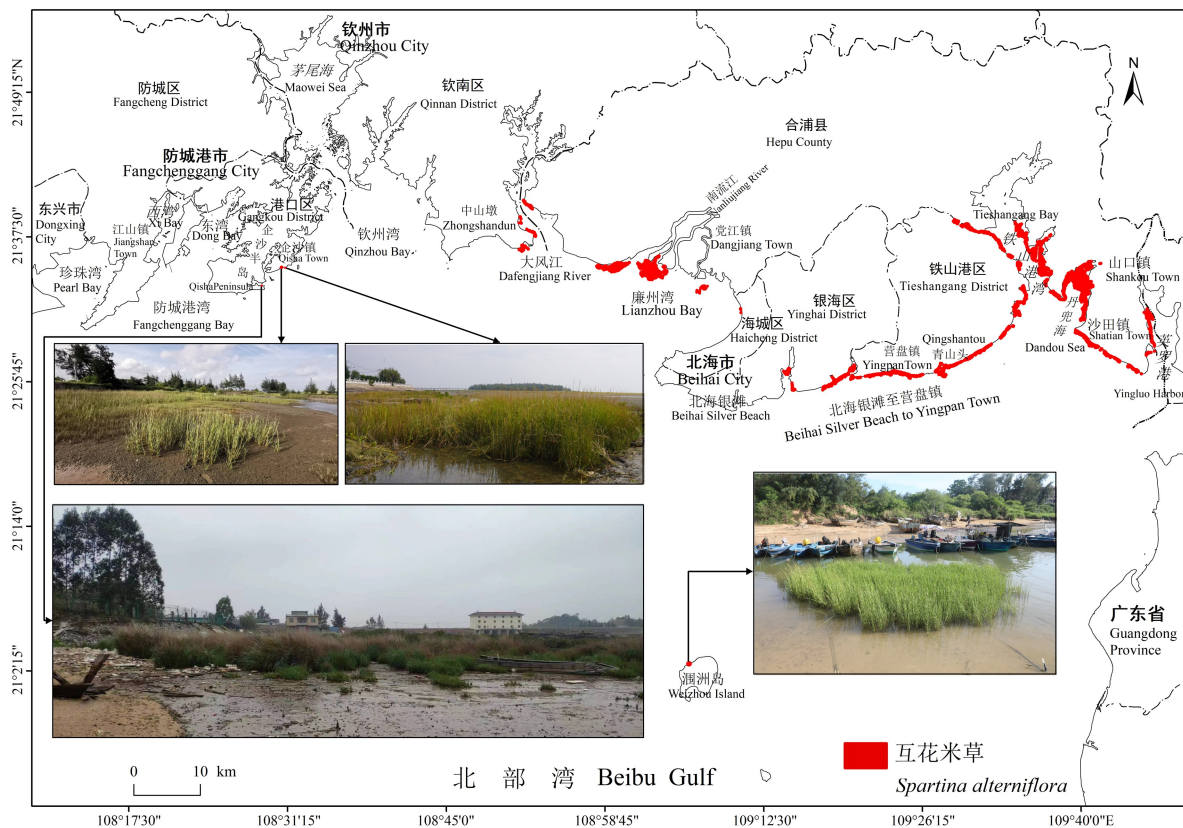 钦州市
Qinzhou City
茅尾海
Maowei Sea
防城区
Fangcheng District
钦南区
Qinnan District
合浦县
Hepu County
N
防城港市
Fangchenggang City
东兴市
Dongxing
City
江山镇
Jiangshan
Town
西湾
Xi Bay
东湾
Dong Bay
港口区
Gangkou District
企沙半岛
企沙镇
Qisha Town
QishaPeninsula
珍珠湾
Pearl Bay
防城港湾
Fangchenggang Bay
钦州湾
Qinzhou Bay
中山墩
Zhongshandun
大风江
Dafengjiang River
南流江
Nanliujiang River
党江镇
Dangjiang Town
廉州湾
Lianzhou Bay
海城区
Haicheng District
银海区
Yinghai District
铁山港区
Tieshangang District
Tieshangang Bay
铁山港湾
山口镇
Shankou Town
丹兜海
Dandou Sea
沙田镇
Shatian Town
英罗港
Yingluo Harbor
Qingshantou
青山头
营盘镇
YingpanTown
北海市
Beihai City
北海银滩
Beihai Silver Beach
北海银滩至营盘镇
Beihai Silver Beach to Yingpan Town
涠洲岛
Weizhou Island
广东省
Guangdong
Province
互花米草
Spartina alterniflora
北 部 湾 Beibu Gulf
0 10 km
21°49'15"N
21°37'30"
21°25'45"
21°14'0"
21°2'15"
108°17'30"
108°31'15"
108°45'0"
108°58'45"
109°12'30"
109°26'15"
109°40'0"E